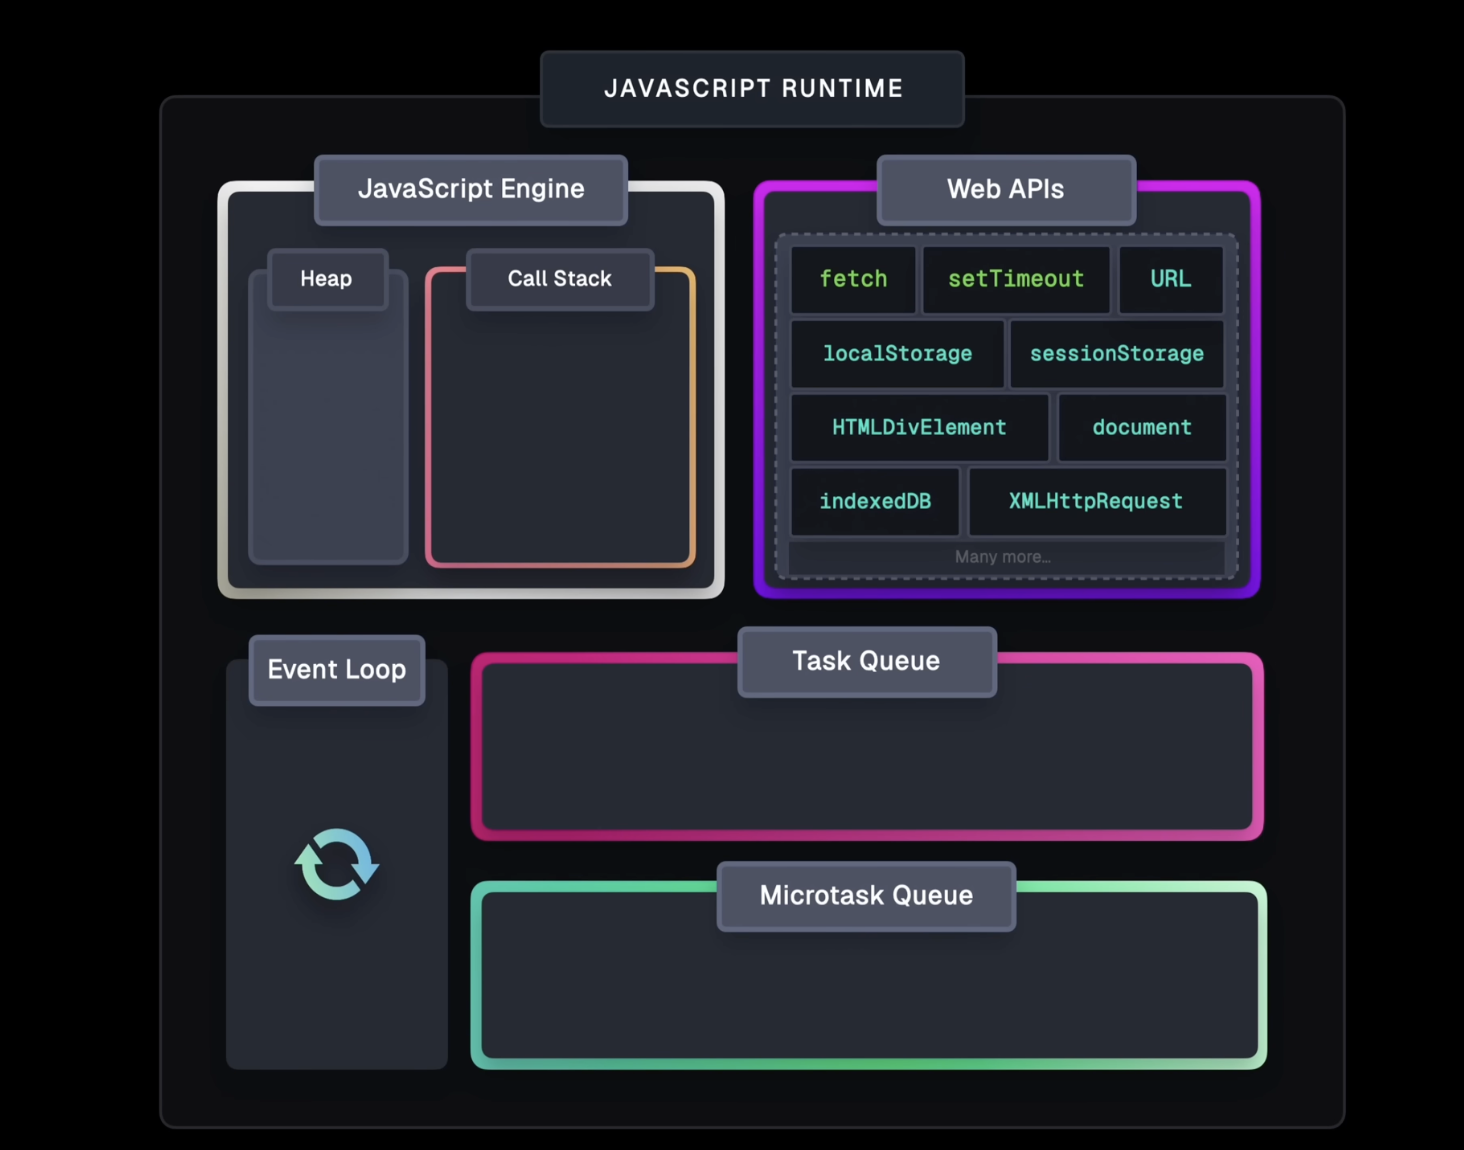 JAVASCRIPT RUNTIME
JavaScript Engine
Heap
Call Stack
Web APIs
fetch
setTimeout
URL
localStorage
sessionStorage
HTMLDivElement
document
indexedDB
XMLHttpRequest
Many more...
Event Loop
Task Queue
Microtask Queue